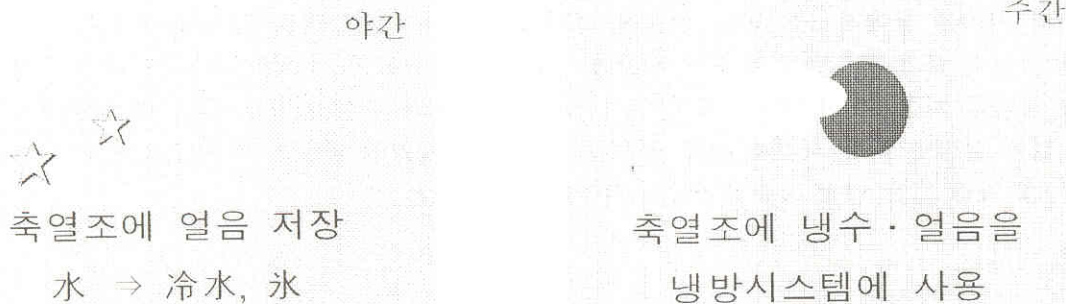 야간
축열조에 얼음 저장
水 ⇒ 冷水, 氷
주간
축열조에 냉수 · 얼음을
냉방시스템에 사용